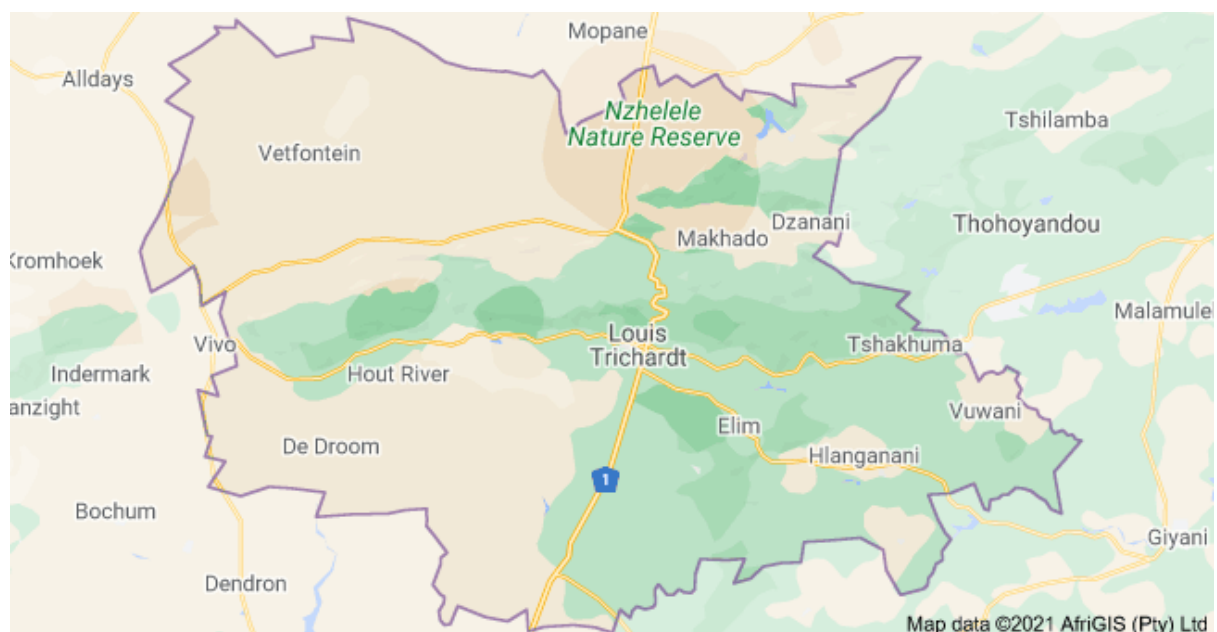 Mopane
Alldays
Nzhelele
Nature Reserve
Tshilamba
Vetfontein
Dzanani
Thohoyandou
Makhado
Kromhoek
Malamulel
Louis
Trichardt
Vivo
Tshakhuma
Indermark
Hout River
anzight
Vuwani
Elim
De Droom
Hlanganani
1
Bochum
Giyani
Dendron
Map data ©2021 AfriGIS (Pty) Ltd